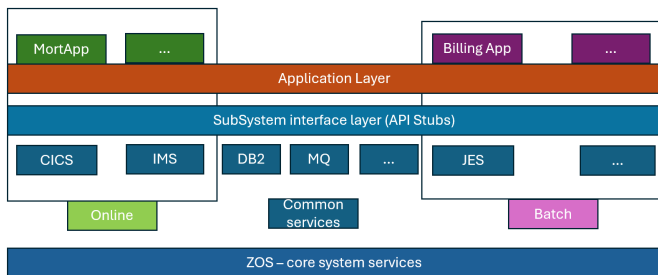 MortApp
...
Billing App
...
Application Layer
SubSystem interface layer (API Stubs)
CICS
IMS
DB2
MQ
...
JES
...
Online
Common
services
Batch
ZOS – core system services